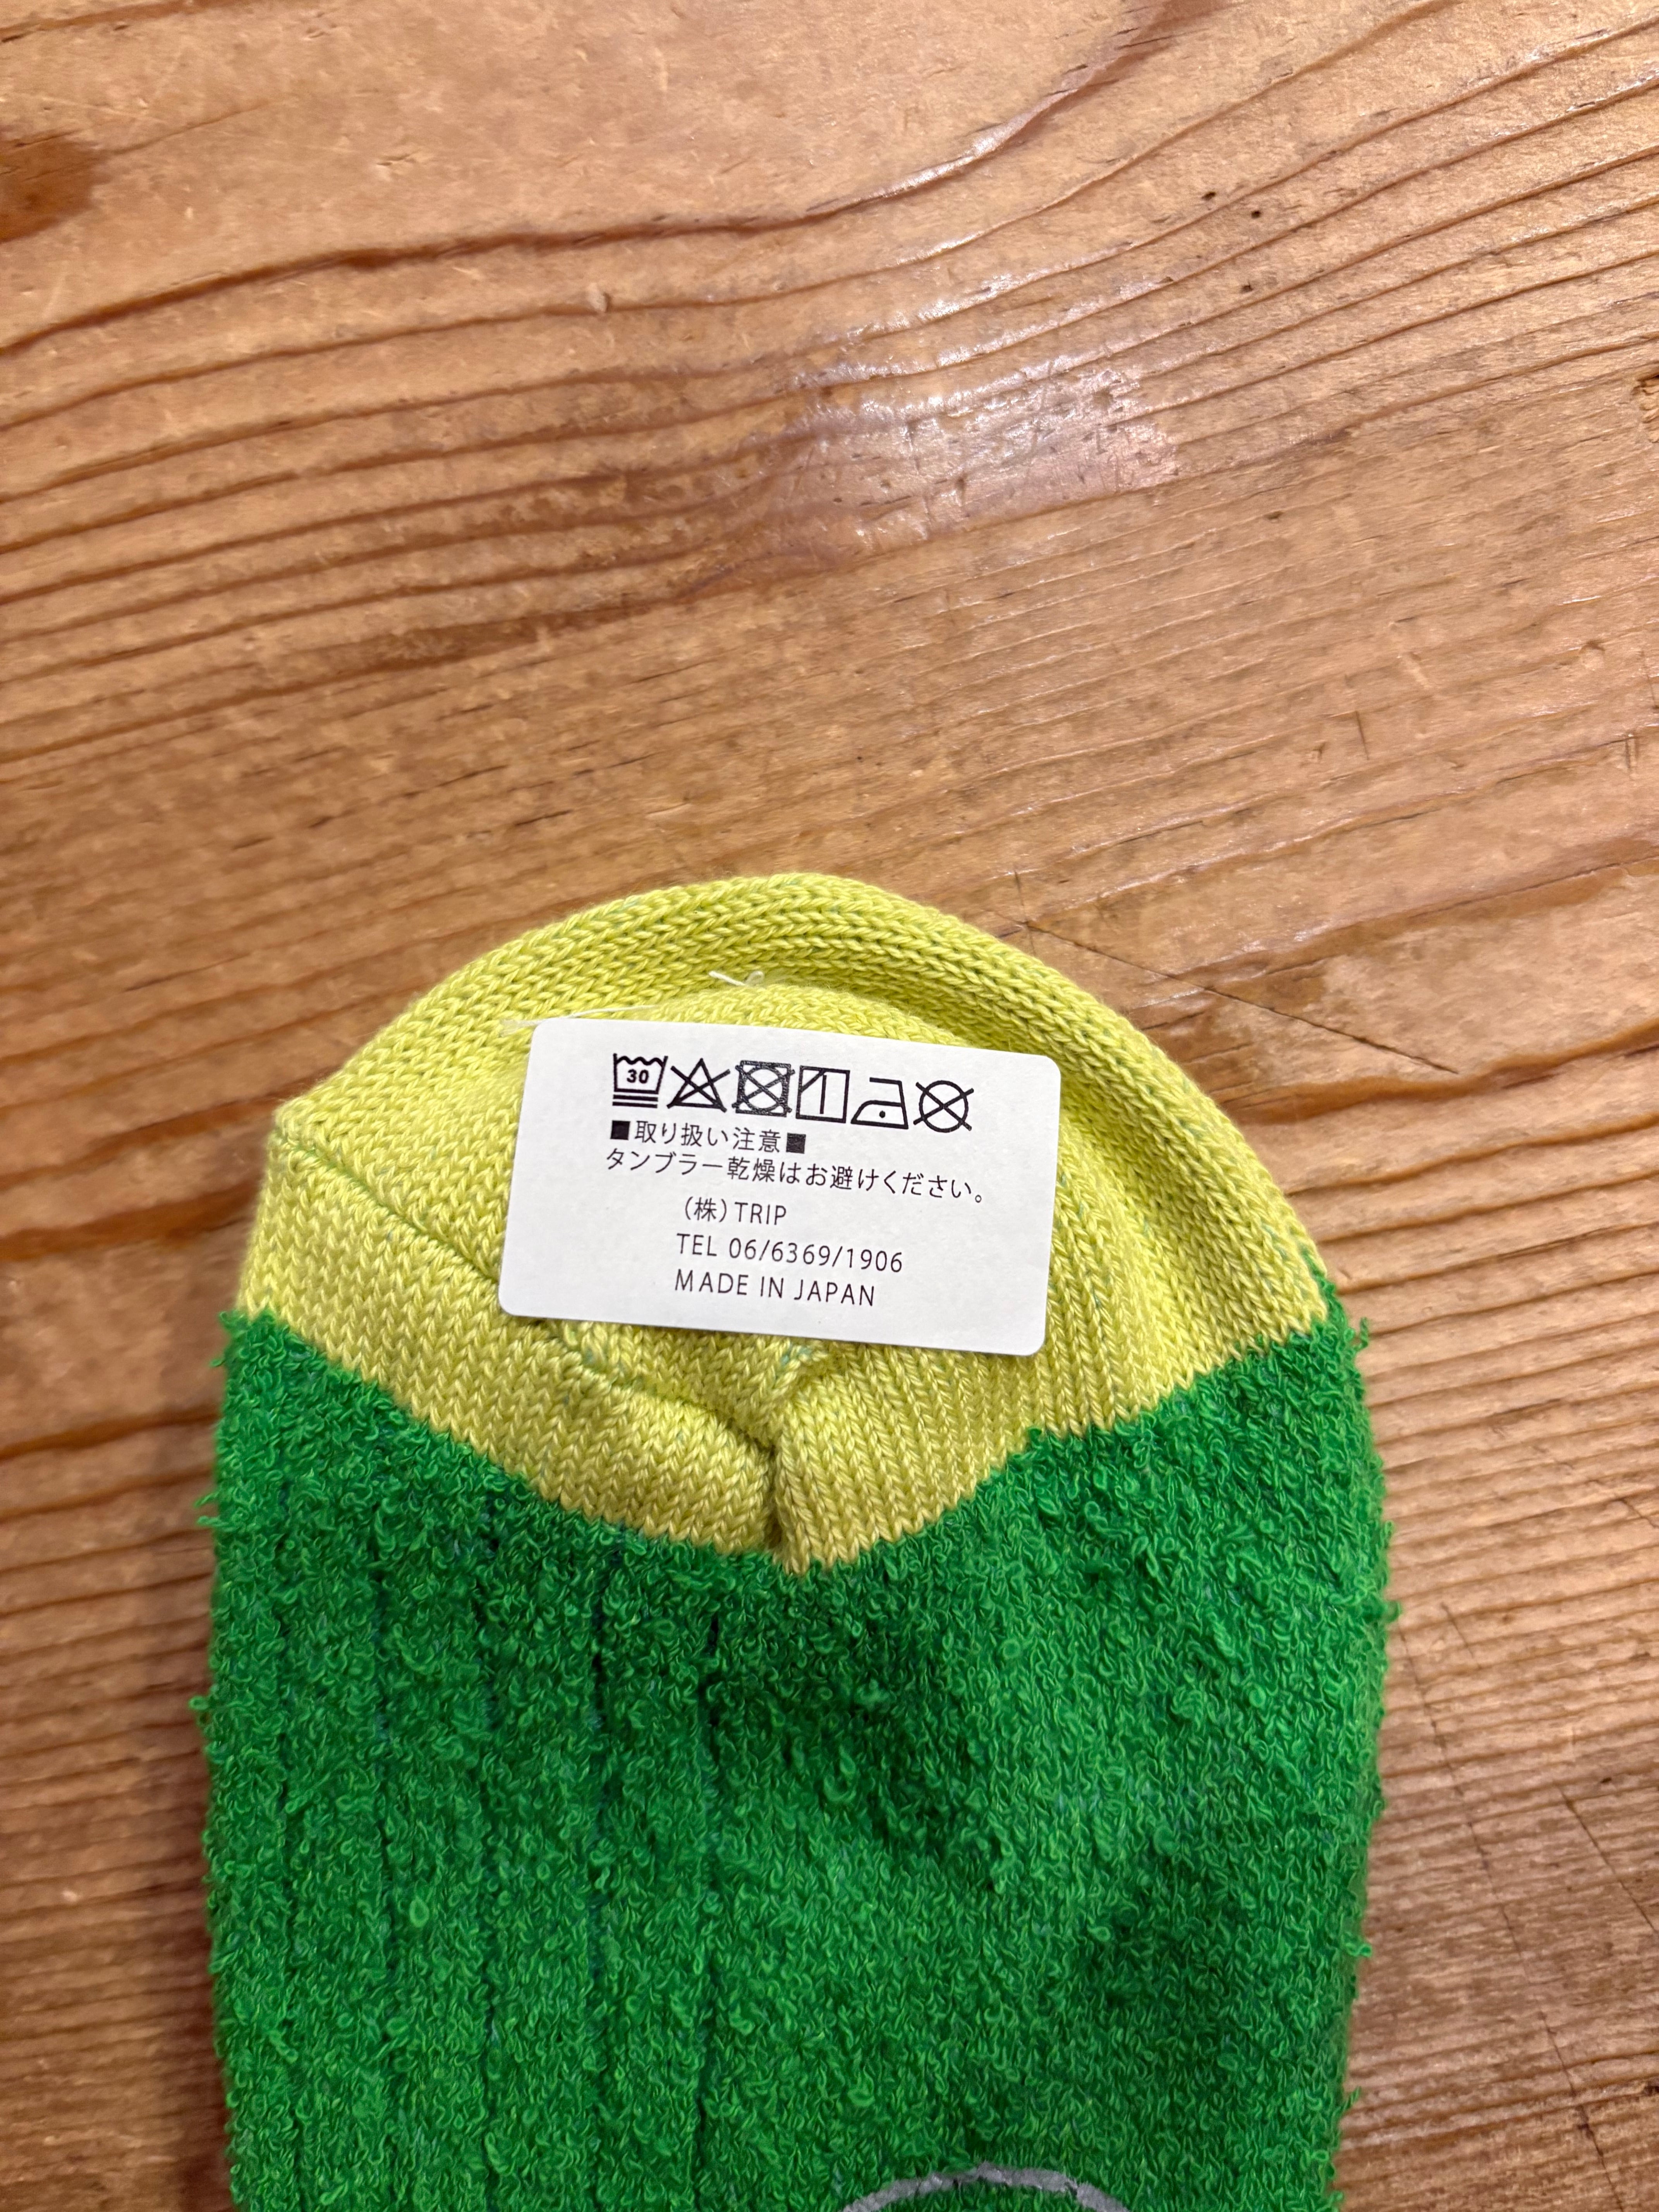 30
■取り扱い注意■
タンブラー乾燥はお避けください。
(株)TRIP
TEL 06/6369/1906
MADE IN JAPAN